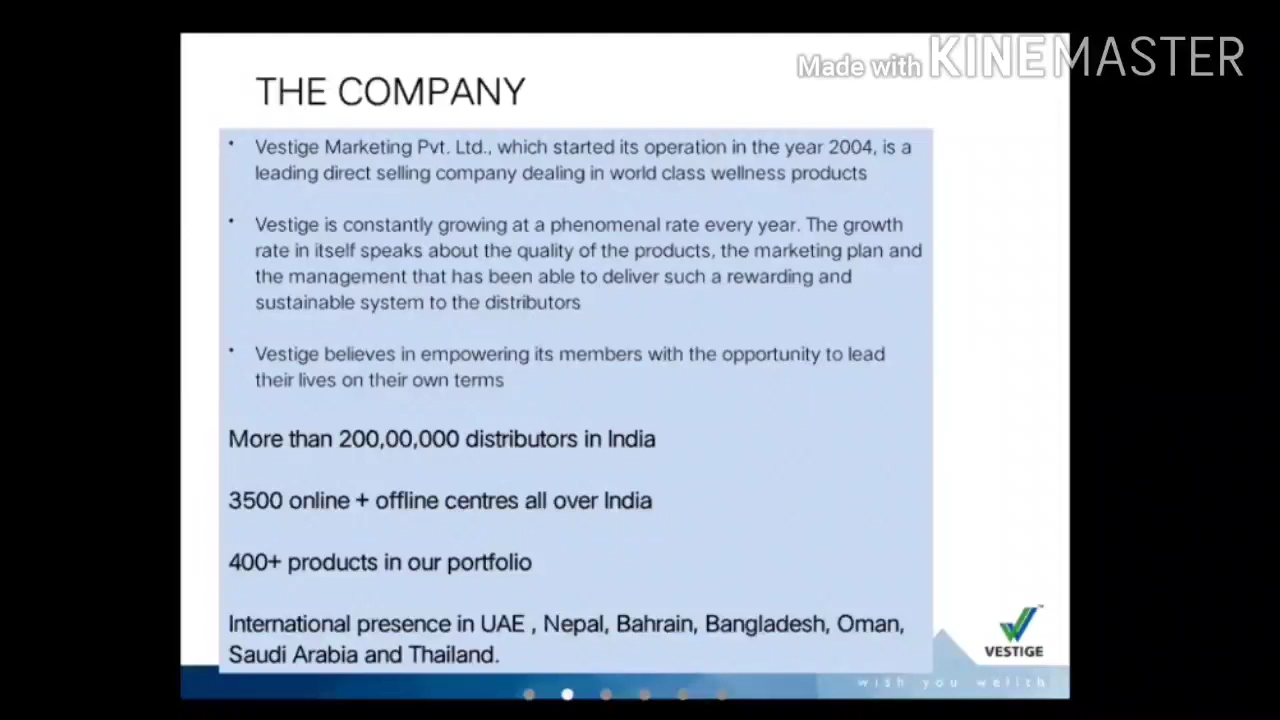 Made with KINEMASTER
THE COMPANY
• Vestige Marketing Pvt. Ltd., which started its operation in the year 2004, is a
leading direct selling company dealing in world class wellness products
• Vestige is constantly growing at a phenomenal rate every year. The growth
rate in itself speaks about the quality of the products, the marketing plan and
the management that has been able to deliver such a rewarding and
sustainable system to the distributors
• Vestige believes in empowering its members with the opportunity to lead
their lives on their own terms
More than 200,00,000 distributors in India
3500 online + offline centres all over India
400+ products in our portfolio
International presence in UAE , Nepal, Bahrain, Bangladesh, Oman,
Saudi Arabia and Thailand.
VESTIGE
wish you wellth